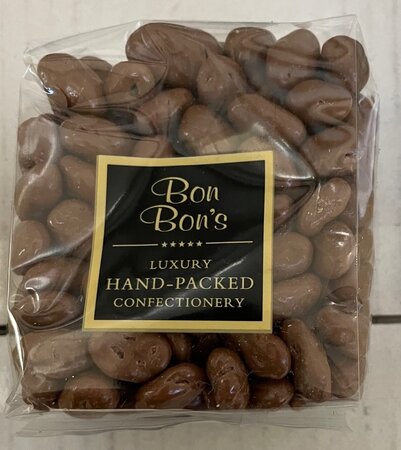 Bon
Bon's
★★★★★
LUXURY
HAND-PACKED
CONFECTIONERY